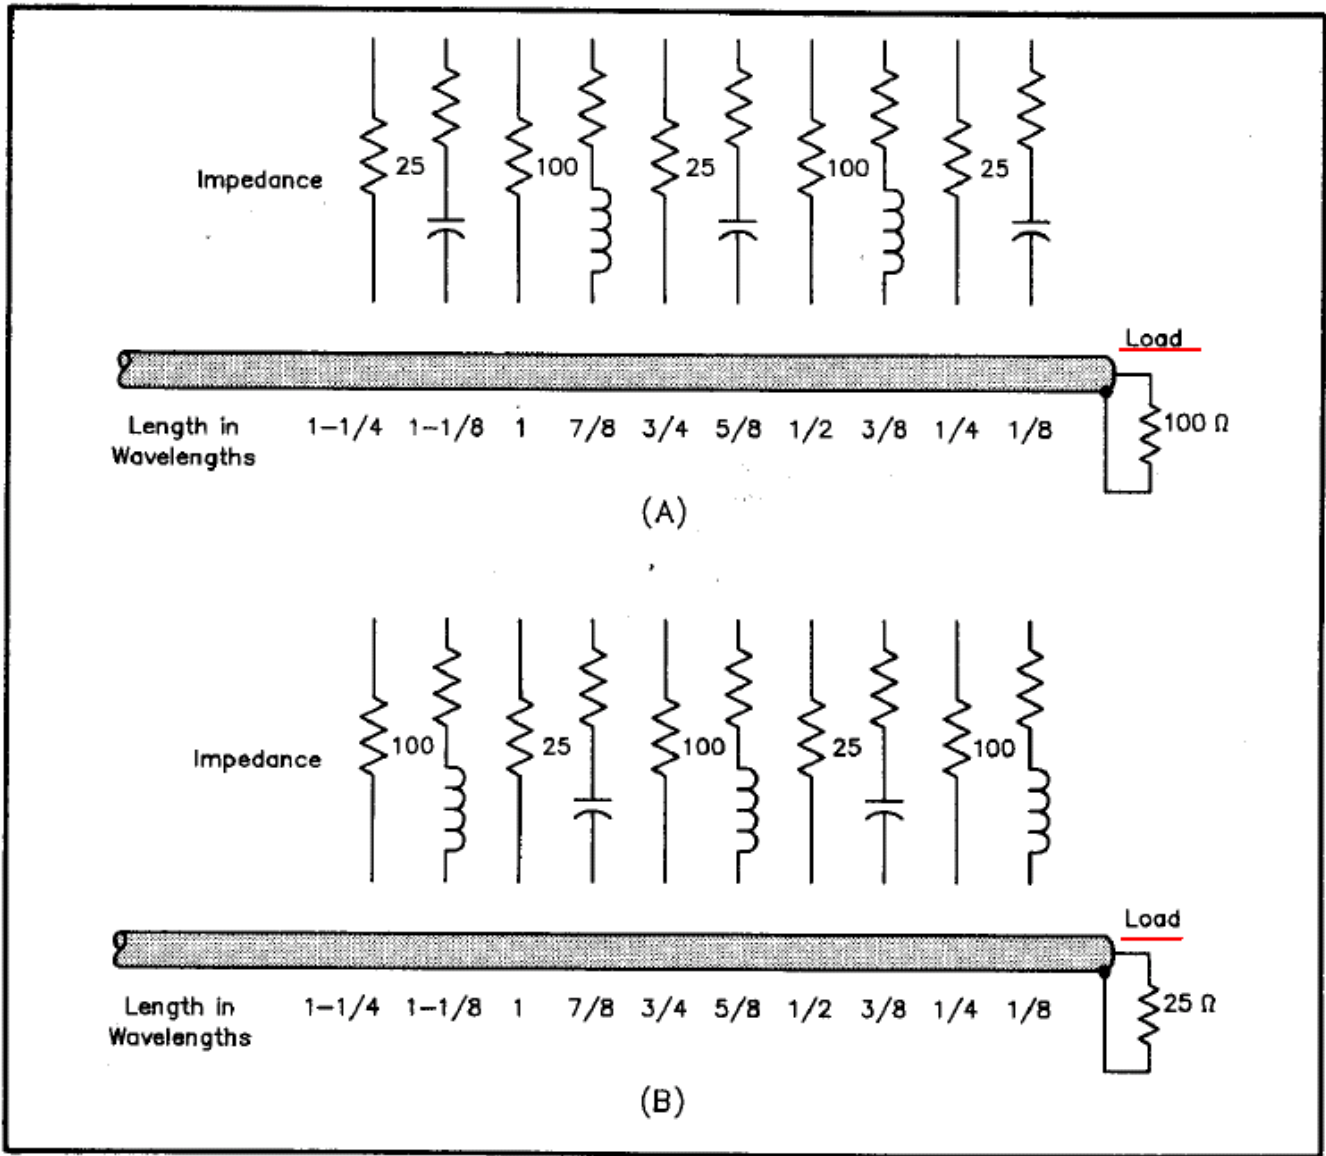 Impedance 25 100 25 100 25
Load
100 Ω
Length in Wavelengths 1-1/4 1-1/8 1 7/8 3/4 5/8 1/2 3/8 1/4 1/8
(A)
Impedance 100 25 100 25 100
Load
25 Ω
Length in Wavelengths 1-1/4 1-1/8 1 7/8 3/4 5/8 1/2 3/8 1/4 1/8
(B)